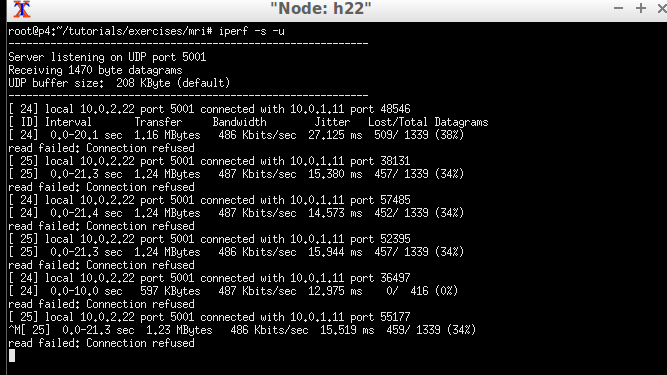 "Node: h22"
root@p4:~/tutorials/exercises/mri# iperf -s -u
------------------------------------------------------------
Server listening on UDP port 5001
Receiving 1470 byte datagrams
UDP buffer size:  208 KByte (default)
------------------------------------------------------------
[ 24] local 10.0.2.22 port 5001 connected with 10.0.1.11 port 48546
[ ID] Interval       Transfer     Bandwidth        Jitter   Lost/Total Datagrams
[ 24]  0.0-20.1 sec  1.16 MBytes   486 Kbits/sec  27.125 ms  509/ 1339 (38%)
read failed: Connection refused
[ 25] local 10.0.2.22 port 5001 connected with 10.0.1.11 port 38131
[ 25]  0.0-21.3 sec  1.24 MBytes   487 Kbits/sec  15.380 ms  457/ 1339 (34%)
read failed: Connection refused
[ 24] local 10.0.2.22 port 5001 connected with 10.0.1.11 port 57485
[ 24]  0.0-21.4 sec  1.24 MBytes   487 Kbits/sec  14.573 ms  452/ 1339 (34%)
read failed: Connection refused
[ 25] local 10.0.2.22 port 5001 connected with 10.0.1.11 port 52395
[ 25]  0.0-21.3 sec  1.24 MBytes   486 Kbits/sec  15.944 ms  457/ 1339 (34%)
read failed: Connection refused
[ 24] local 10.0.2.22 port 5001 connected with 10.0.1.11 port 36497
[ 24]  0.0-10.0 sec   597 KBytes   487 Kbits/sec  12.975 ms    0/  416 (0%)
read failed: Connection refused
[ 25] local 10.0.2.22 port 5001 connected with 10.0.1.11 port 55177
^M[ 25]  0.0-21.3 sec  1.23 MBytes   486 Kbits/sec  15.519 ms  459/ 1339 (34%)
read failed: Connection refused